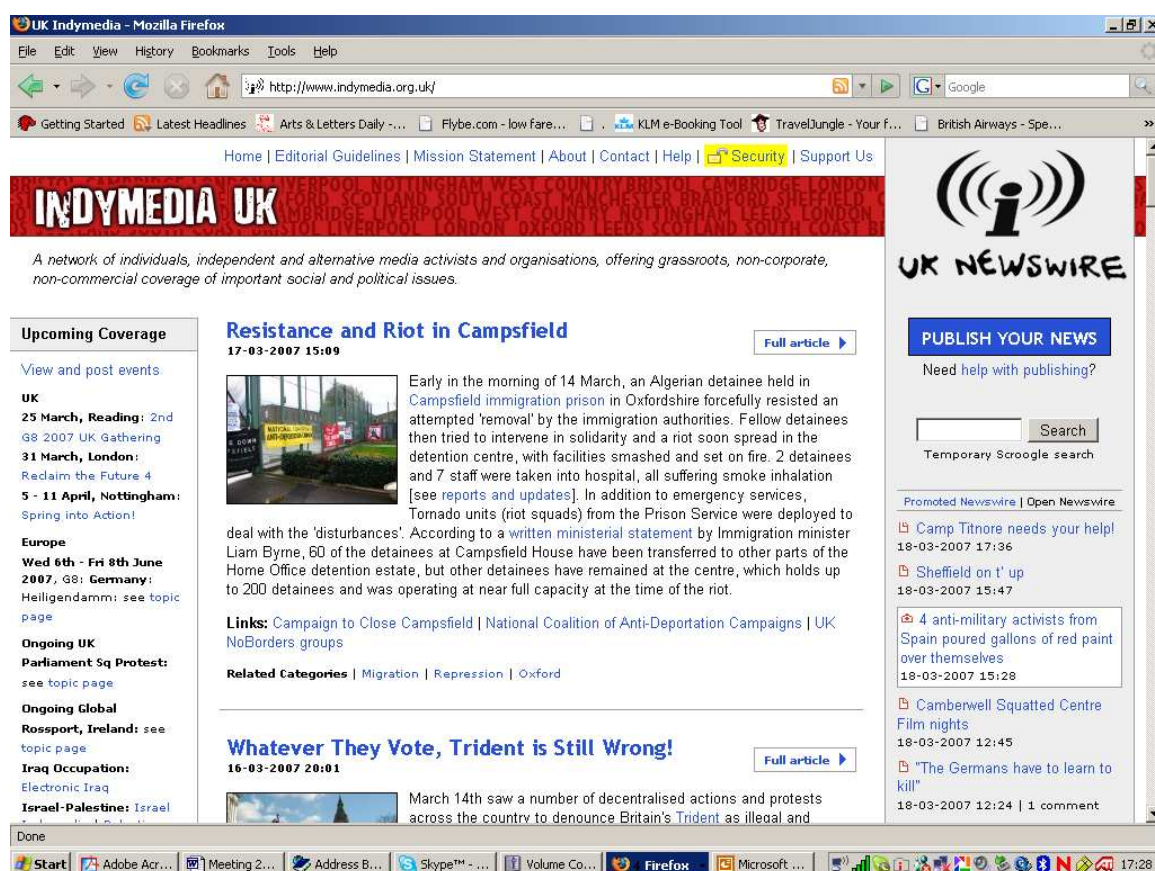 UK Indymedia - Mozilla Firefox
File Edit View History Bookmarks Tools Help
http://www.indymedia.org.uk/
Google
Getting Started Latest Headlines Arts & Letters Daily -... Flybe.com - low fare... . KLM e-Booking Tool TravelJungle - Your f... British Airways - Spe... »
Home | Editorial Guidelines | Mission Statement | About | Contact | Help | Security | Support Us
INDYMEDIA UK
A network of individuals, independent and alternative media activists and organisations, offering grassroots, non-corporate,
non-commercial coverage of important social and political issues.
Upcoming Coverage
View and post events
UK
25 March, Reading: 2nd
G8 2007 UK Gathering
31 March, London:
Reclaim the Future 4
5 - 11 April, Nottingham:
Spring into Action!
Europe
Wed 6th - Fri 8th June
2007, G8: Germany:
Heiligendamm: see topic
page
Ongoing UK
Parliament Sq Protest:
see topic page
Ongoing Global
Rossport, Ireland: see
topic page
Iraq Occupation:
Electronic Iraq
Israel-Palestine: Israel
Resistance and Riot in Campsfield
17-03-2007 15:09
Full article
Early in the morning of 14 March, an Algerian detainee held in
Campsfield immigration prison in Oxfordshire forcefully resisted an
attempted 'removal' by the immigration authorities. Fellow detainees
then tried to intervene in solidarity and a riot soon spread in the
detention centre, with facilities smashed and set on fire. 2 detainees
and 7 staff were taken into hospital, all suffering smoke inhalation
[see reports and updates]. In addition to emergency services,
Tornado units (riot squads) from the Prison Service were deployed to
deal with the 'disturbances'. According to a written ministerial statement by Immigration minister
Liam Byrne, 60 of the detainees at Campsfield House have been transferred to other parts of the
Home Office detention estate, but other detainees have remained at the centre, which holds up
to 200 detainees and was operating at near full capacity at the time of the riot.
Links: Campaign to Close Campsfield | National Coalition of Anti-Deportation Campaigns | UK
NoBorders groups
Related Categories | Migration | Repression | Oxford
Whatever They Vote, Trident is Still Wrong!
16-03-2007 20:01
Full article
March 14th saw a number of decentralised actions and protests
across the country to denounce Britain's Trident as illegal and
UK NEWSWIRE
PUBLISH YOUR NEWS
Need help with publishing?
Search
Temporary Scroogle search
Promoted Newswire | Open Newswire
Camp Titnore needs your help!
18-03-2007 17:36
Sheffield on t' up
18-03-2007 15:47
4 anti-military activists from
Spain poured gallons of red paint
over themselves
18-03-2007 15:28
Camberwell Squatted Centre
Film nights
18-03-2007 12:45
"The Germans have to learn to
kill"
18-03-2007 12:24 | 1 comment
Done
Start Adobe Acr... Meeting 2... Address B... Skype™ - ... Volume Co... 4 Firefox Microsoft ... 17:28